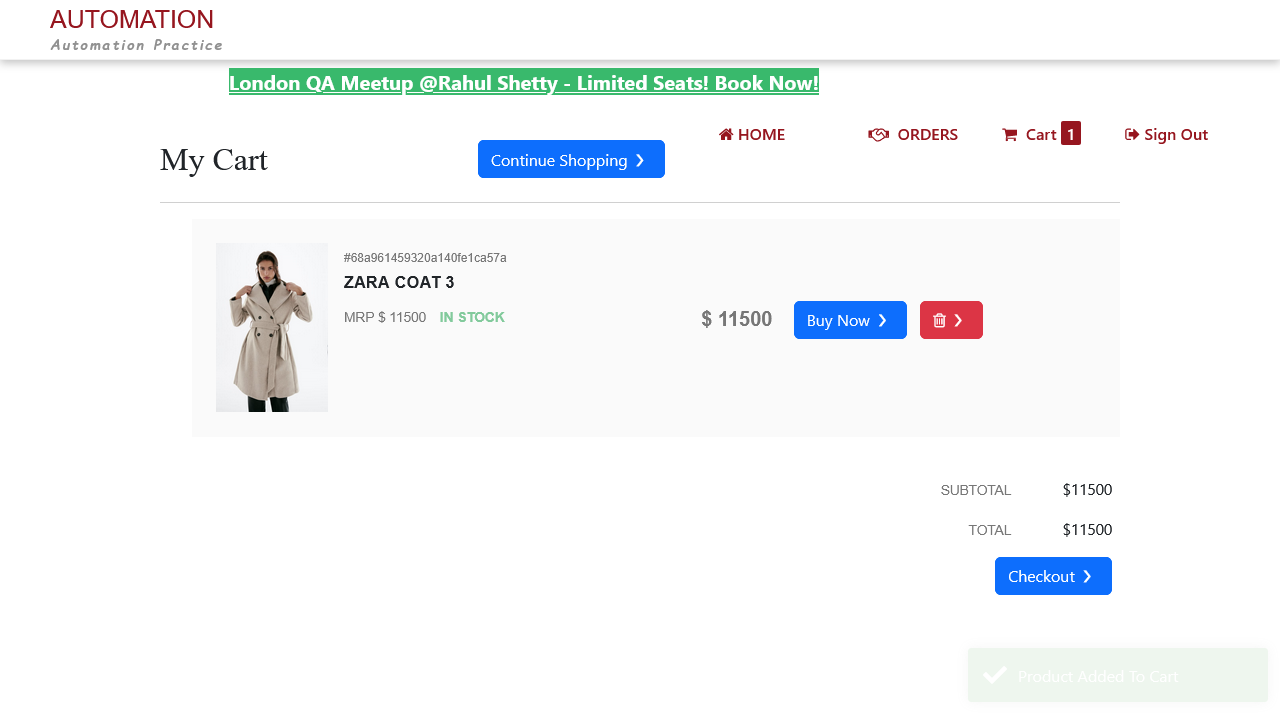 AUTOMATION
Automation Practice
London QA Meetup @Rahul Shetty - Limited Seats! Book Now!
HOME
ORDERS
Cart 1
Sign Out
My Cart
Continue Shopping
#68a961459320a140fe1ca57a
ZARA COAT 3
MRP $ 11500 IN STOCK
$ 11500
Buy Now
SUBTOTAL $11500
TOTAL $11500
Checkout
Product Added To Cart